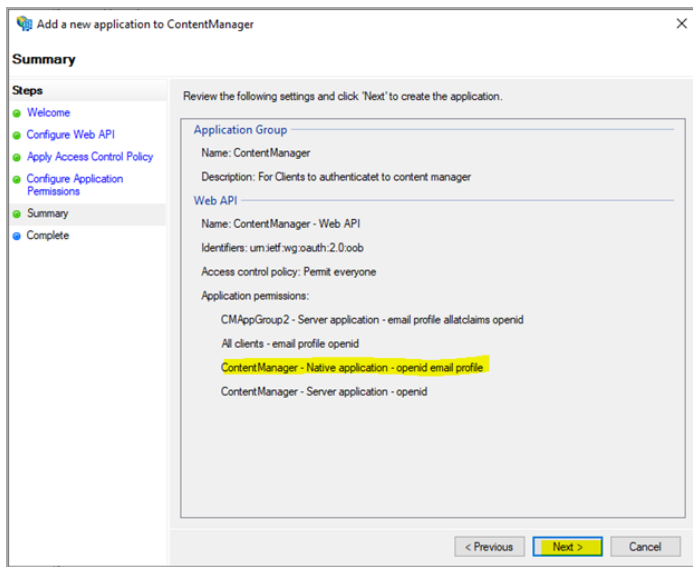 Add a new application to ContentManager
Summary
Steps
Welcome
Configure Web API
Apply Access Control Policy
Configure Application
Permissions
Summary
Complete
Review the following settings and click 'Next' to create the application.
Application Group
Name: ContentManager
Description: For Clients to authenticatet to content manager
Web API
Name: ContentManager - Web API
Identifiers: urn:ietf:wg:oauth:2.0:oob
Access control policy: Permit everyone
Application permissions:
CMAppGroup2 - Server application - email profile allatclaims openid
All clients - email profile openid
ContentManager - Native application - openid email profile
ContentManager - Server application - openid
< Previous
Next >
Cancel